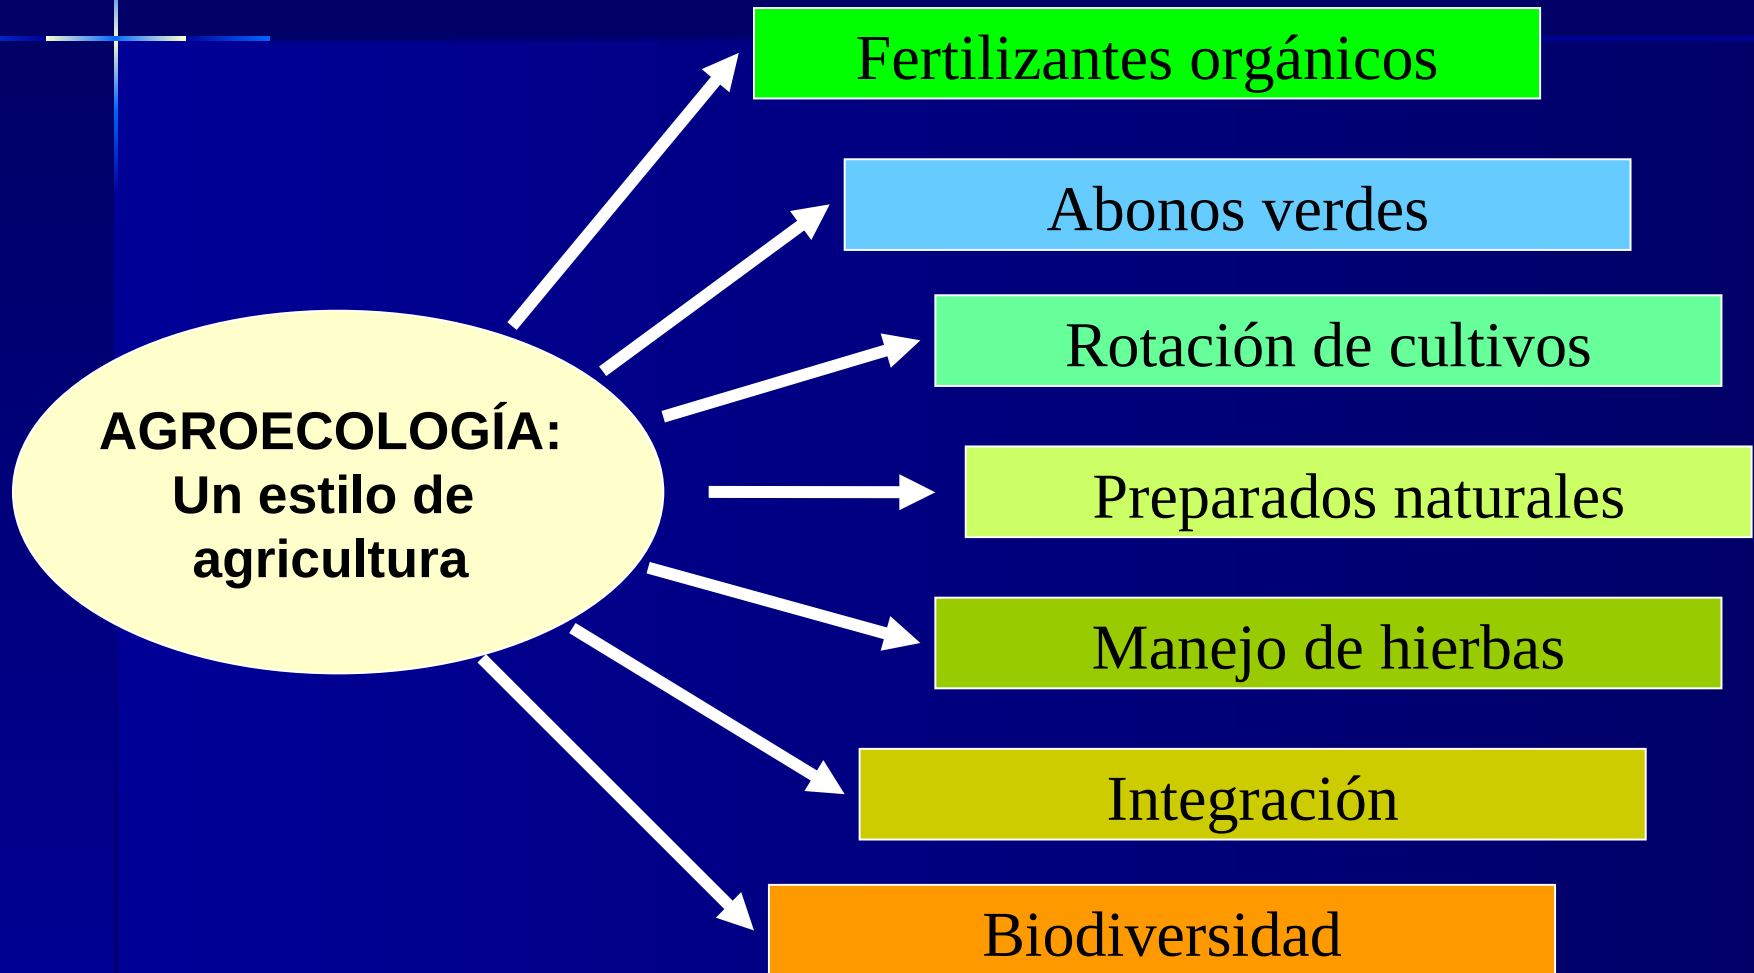 Fertilizantes orgánicos
Abonos verdes
Rotación de cultivos
AGROECOLOGÍA:
Un estilo de
agricultura
Preparados naturales
Manejo de hierbas
Integración
Biodiversidad